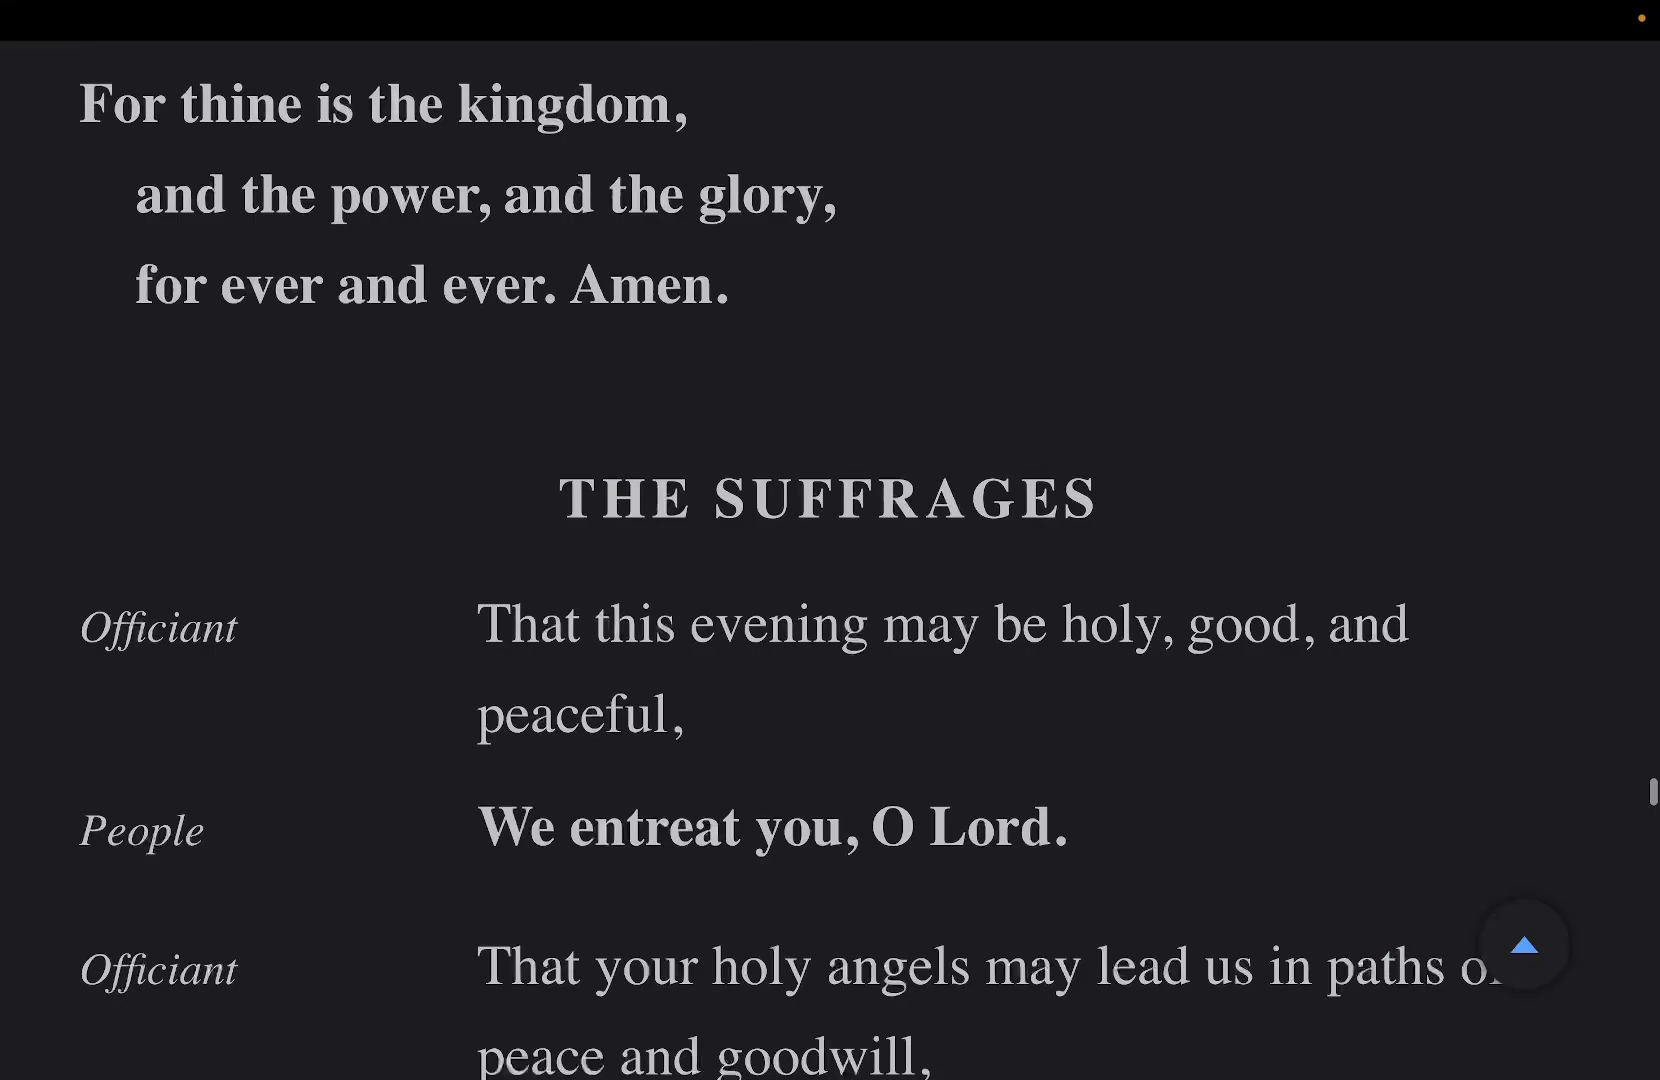 For thine is the kingdom,
and the power, and the glory,
for ever and ever. Amen.
THE SUFFRAGES
Officiant
That this evening may be holy, good, and
peaceful,
People
We entreat you, O Lord.
Officiant
That your holy angels may lead us in paths
peace and goodwill,